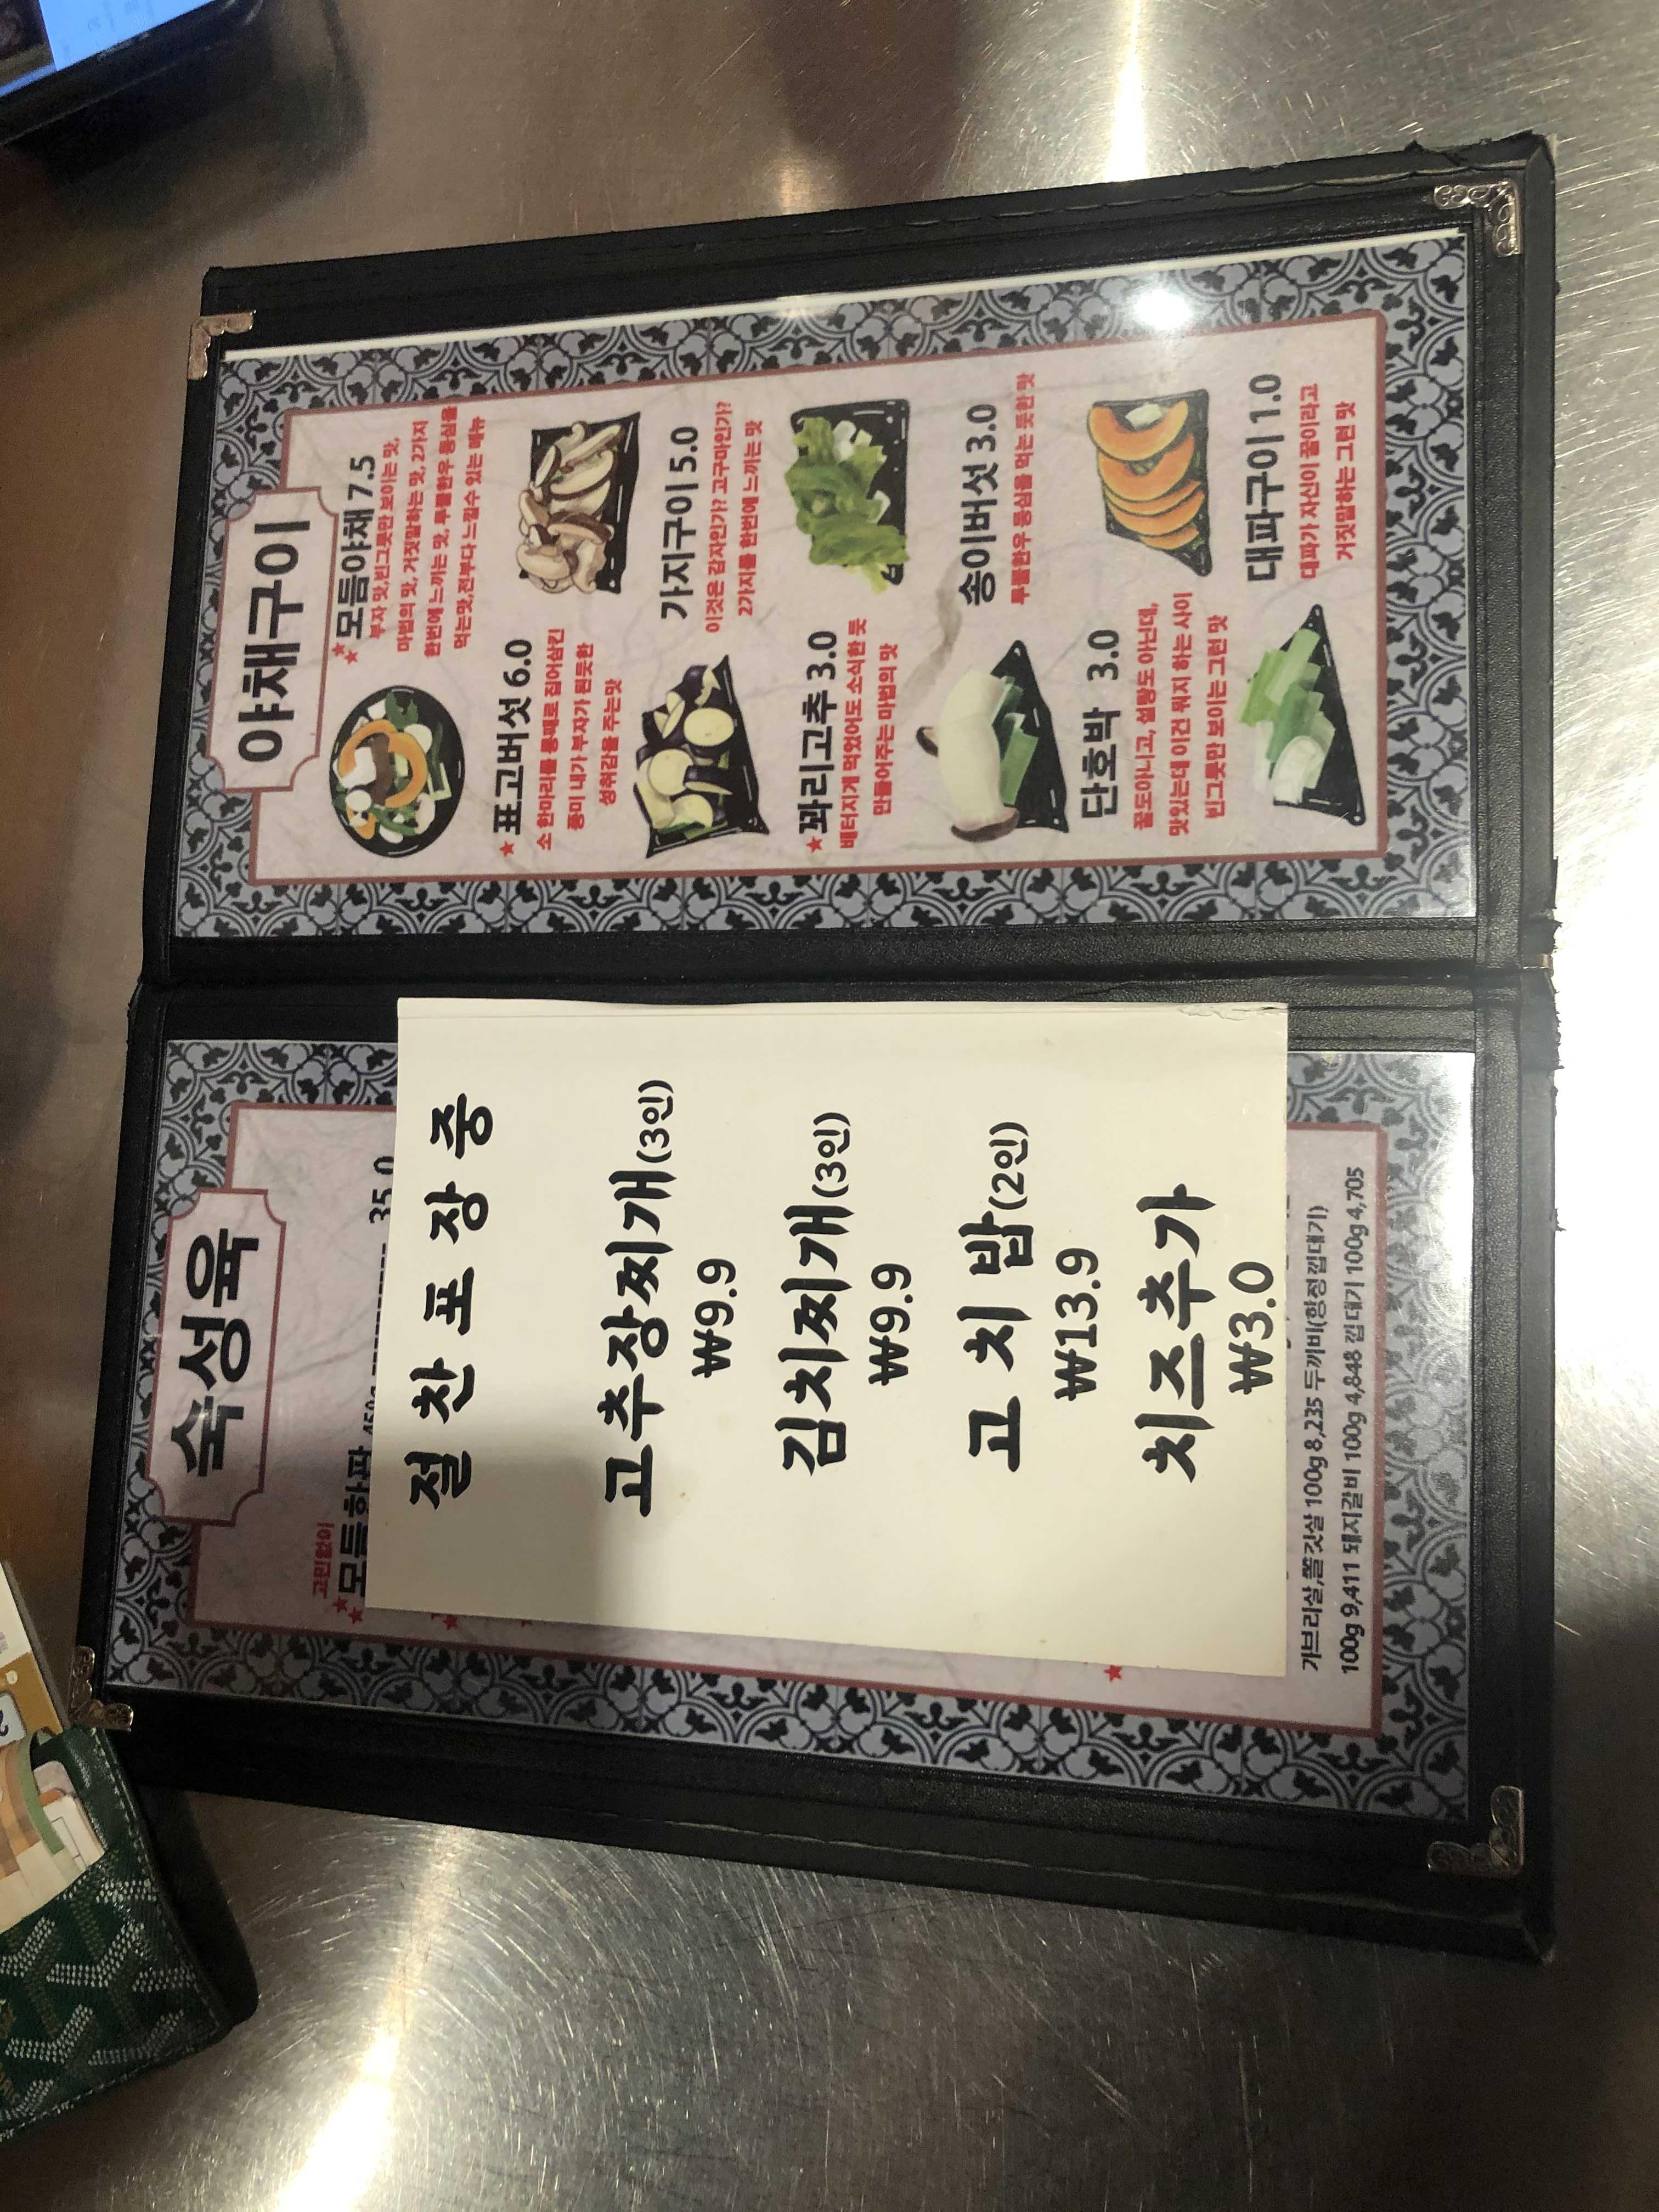 숙성육
고민없이
모듬한판 450g 35.0
절찬포장중
고추장찌개(3인)
₩9.9
김치찌개(3인)
₩9.9
고치밥(2인)
₩13.9
치즈추가
₩3.0
가브리살,쫄깃살 100g 8,235 두끼비(항정껍대기)
100g 9,411 돼지갈비 100g 4,848 껍대기 100g 4,705
야채구이
모듬야채 7.5
부자 맛,빈그릇만 보이는 맛,
마법의 맛, 거짓말하는 맛, 2가지
한번에 느끼는 맛, 투뿔한우 등심을
먹는맛,전부다 느낄수 있는 메뉴
표고버섯 6.0
소 한마리를 통째로 집어삼킨
풍미 내가 부자가 된듯한
성취감을 주는맛
가지구이 5.0
이것은 감자인가? 고구마인가?
2가지를 한번에 느끼는 맛
꽈리고추 3.0
배터지게 먹었어도 소식한 듯
만들어주는 마법의 맛
송이버섯 3.0
투뿔한우 등심을 먹는 듯한 맛
단호박 3.0
꿀도아니고, 설탕도 아닌데,
맛있는데 이건 뭐지 하는 사이
빈그릇만 보이는 그런 맛
대파구이 1.0
대파가 자신이 꿀이라고
거짓말하는 그런 맛